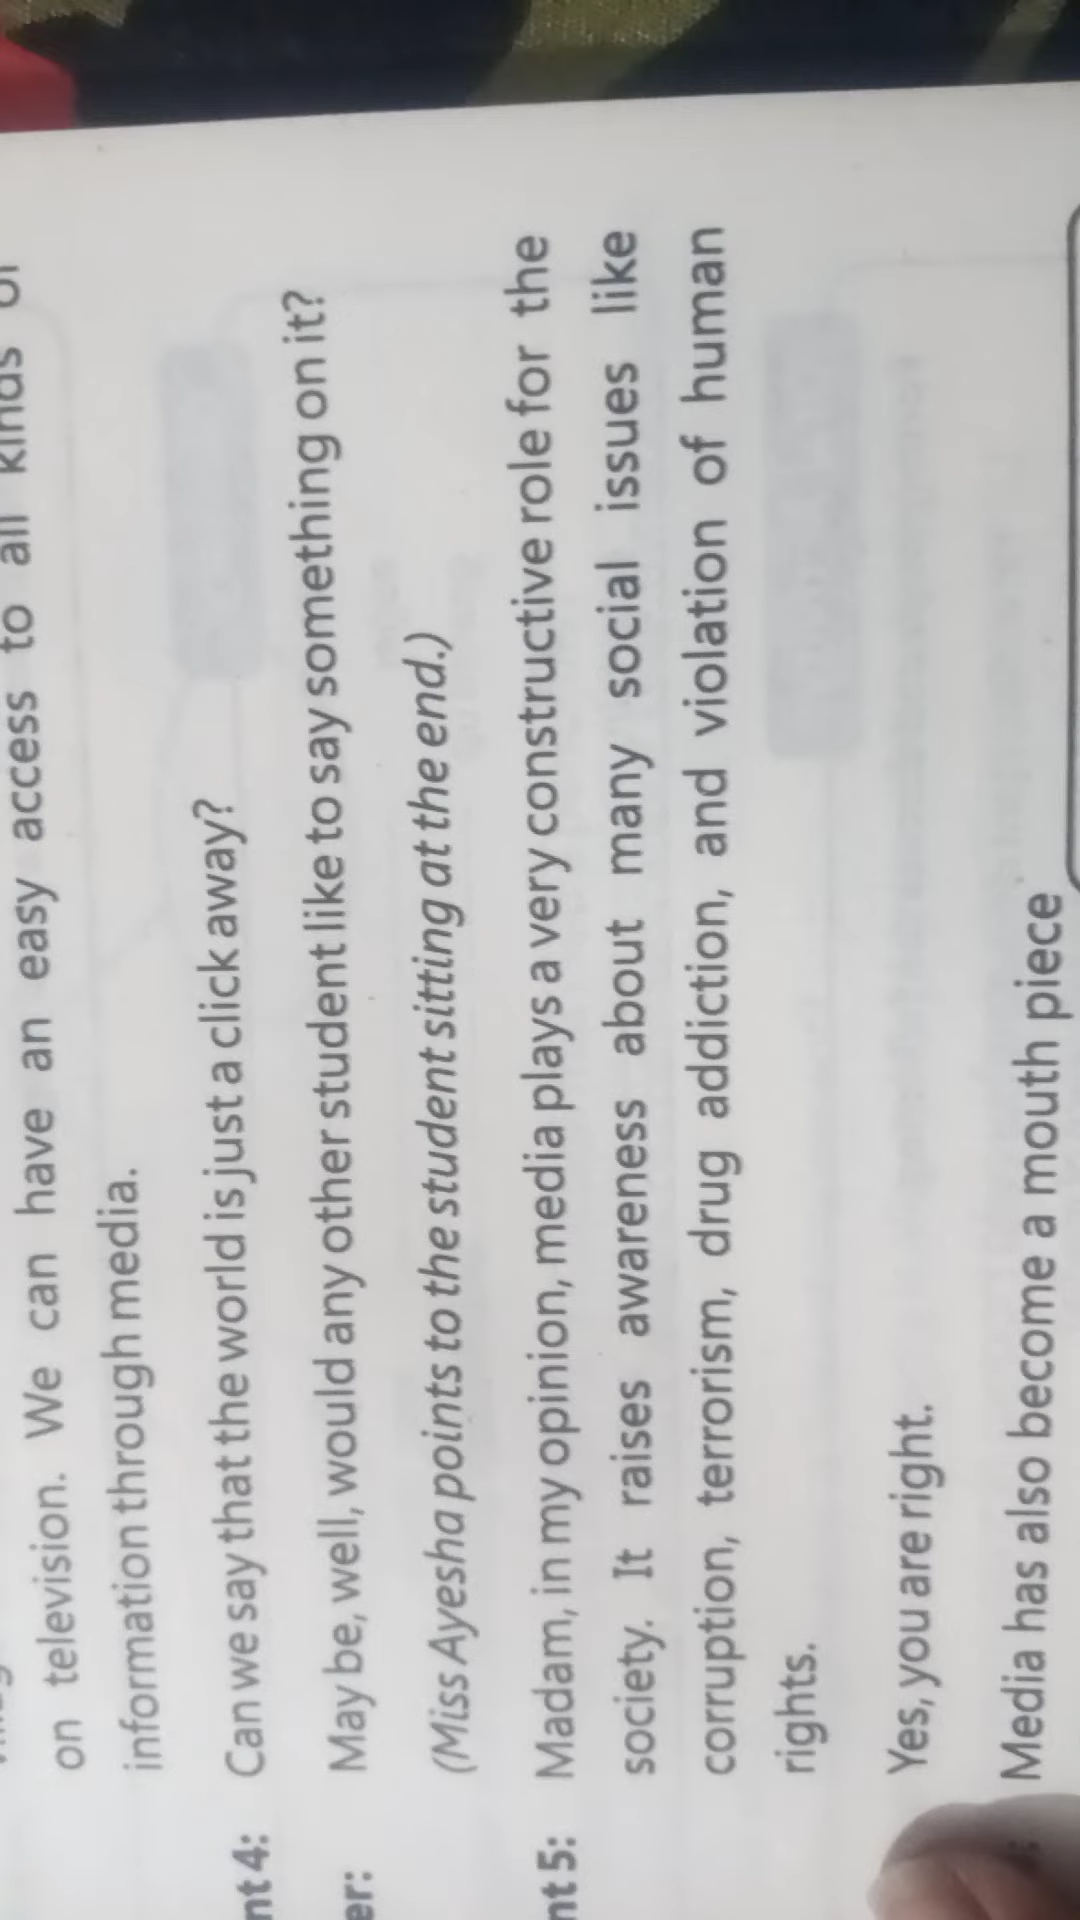 on television. We can have an easy access to all kinds of
information through media.
nt 4: Can we say that the world is just a click away?
er: May be, well, would any other student like to say something on it?
(Miss Ayesha points to the student sitting at the end.)
nt 5: Madam, in my opinion, media plays a very constructive role for the
society. It raises awareness about many social issues like
corruption, terrorism, drug addiction, and violation of human
rights.
Yes, you are right.
Media has also become a mouth piece